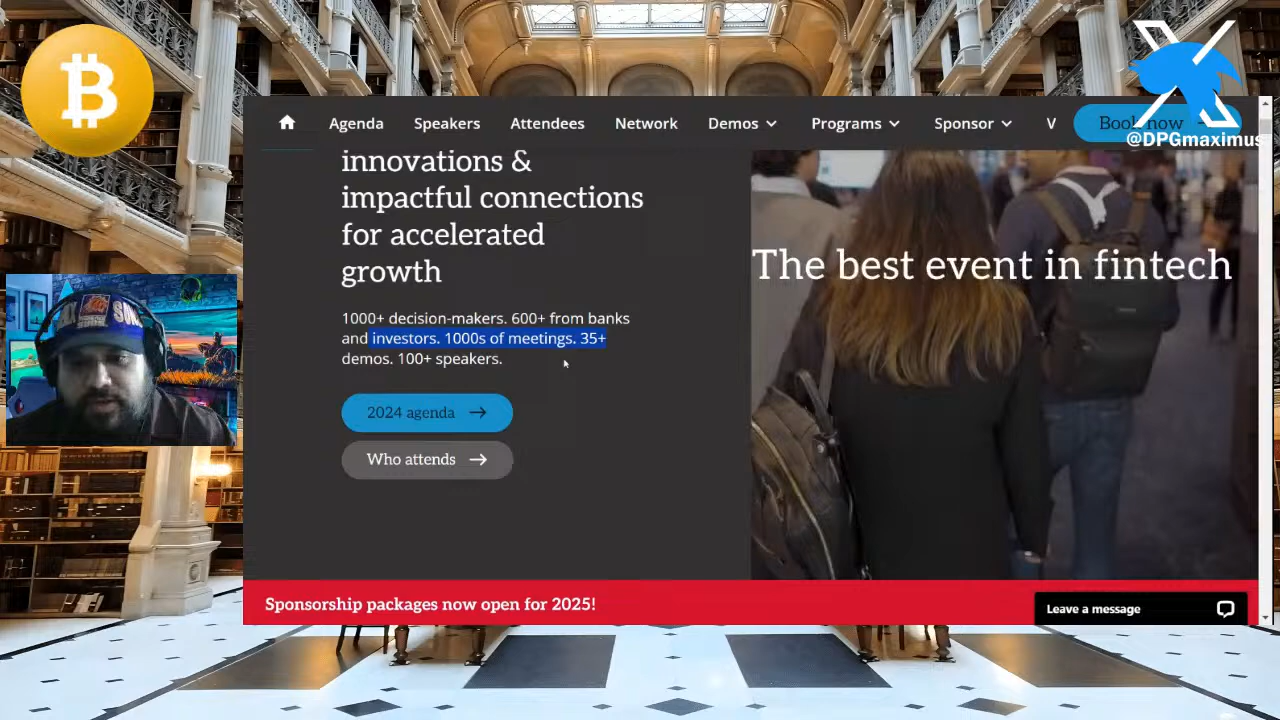 Agenda
Speakers
Attendees
Network
Demos
Programs
Sponsor
V
Book now
@DPGmaximus
innovations &
impactful connections
for accelerated
growth
1000+ decision-makers. 600+ from banks
and investors. 1000s of meetings. 35+
demos. 100+ speakers.
2024 agenda
Who attends
The best event in fintech
Sponsorship packages now open for 2025!
Leave a message